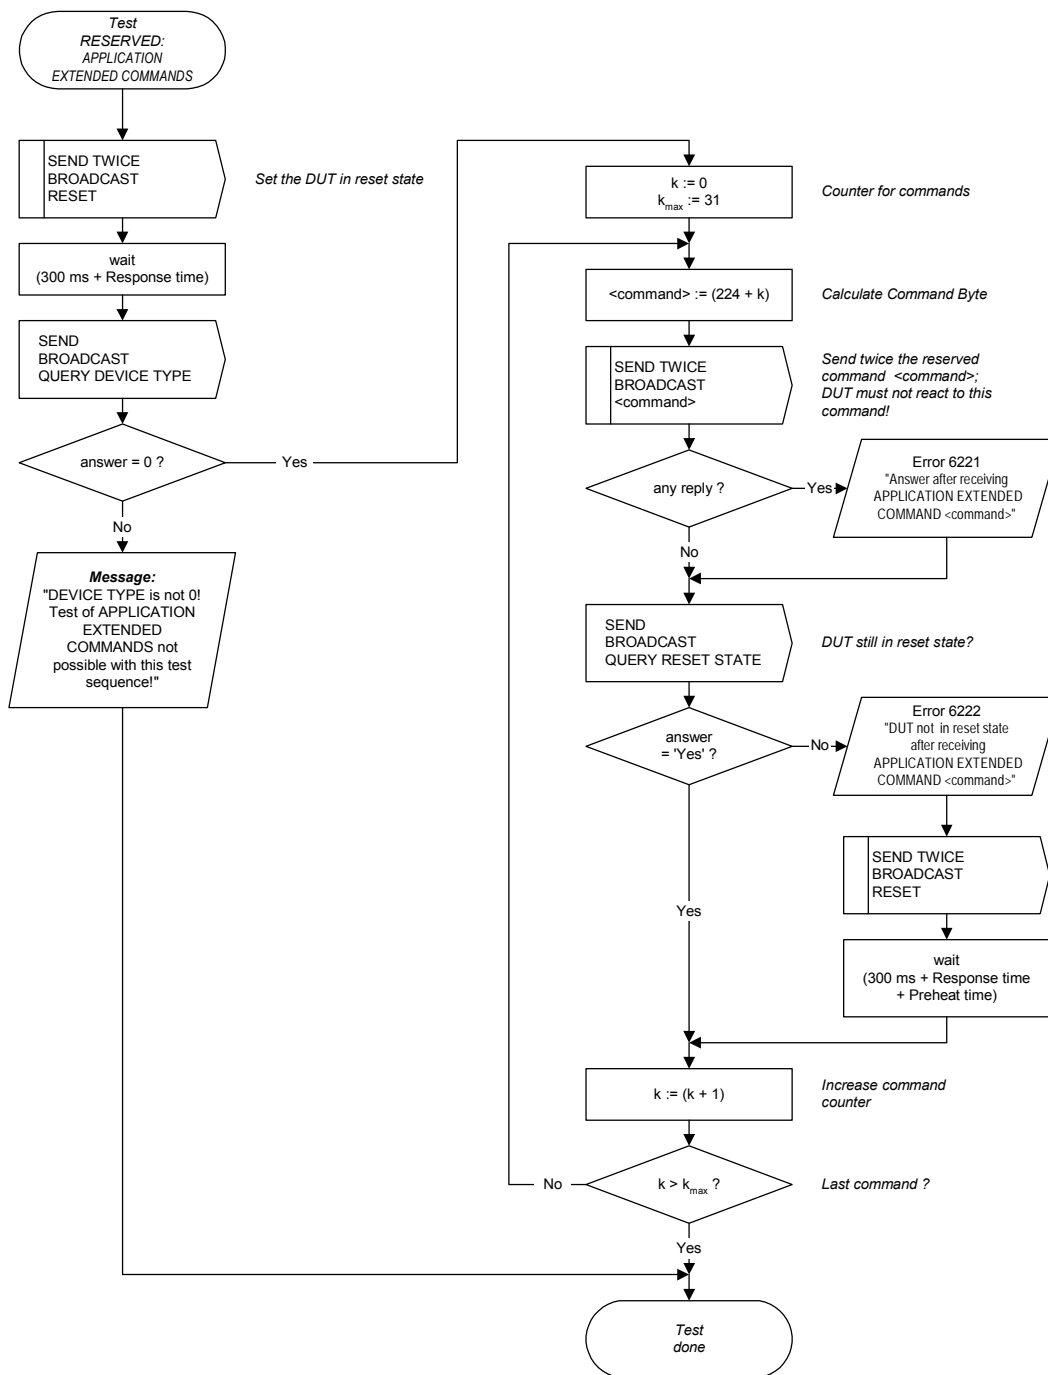 Test
RESERVED:
APPLICATION
EXTENDED COMMANDS
SEND TWICE
BROADCAST
RESET
Set the DUT in reset state
wait
(300 ms + Response time)
SEND
BROADCAST
QUERY DEVICE TYPE
answer = 0 ?
Yes
No
Message:
"DEVICE TYPE is not 0!
Test of APPLICATION
EXTENDED
COMMANDS not
possible with this test
sequence!"
k := 0
kmax := 31
Counter for commands
<command> := (224 + k)
Calculate Command Byte
SEND TWICE
BROADCAST
<command>
Send twice the reserved
command <command>;
DUT must not react to this
command!
any reply ?
Yes
Error 6221
"Answer after receiving
APPLICATION EXTENDED
COMMAND <command>"
No
SEND
BROADCAST
QUERY RESET STATE
DUT still in reset state?
answer
= 'Yes' ?
No
Error 6222
"DUT not in reset state
after receiving
APPLICATION EXTENDED
COMMAND <command>"
SEND TWICE
BROADCAST
RESET
Yes
wait
(300 ms + Response time
+ Preheat time)
k := (k + 1)
Increase command
counter
No
k > kmax ?
Last command ?
Yes
Test
done